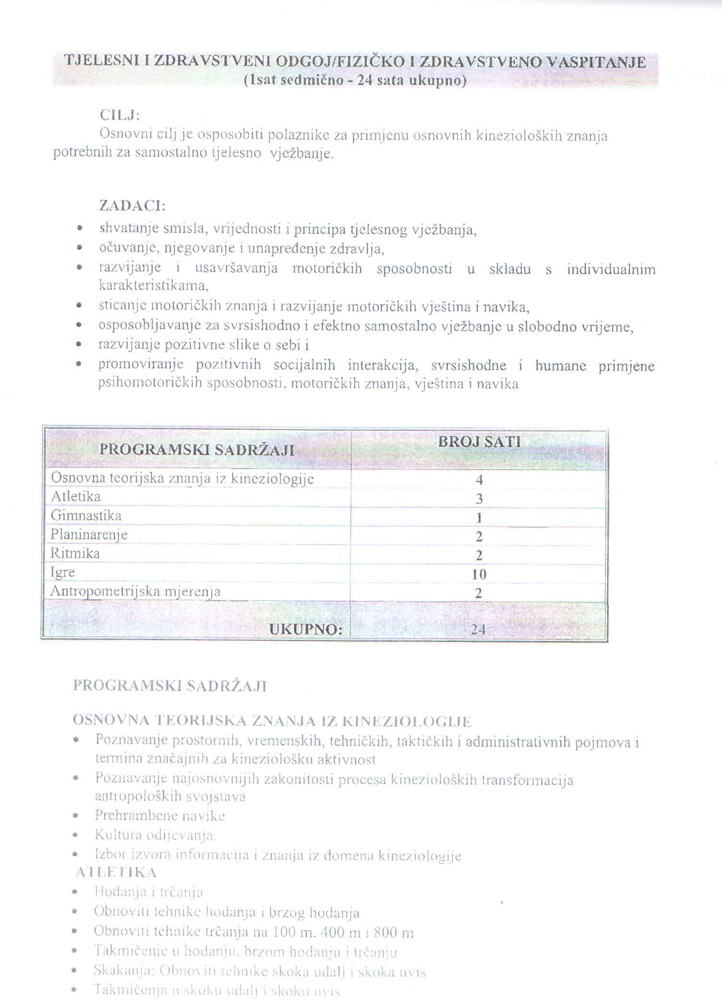 TJELESNI I ZDRAVSTVENI ODGOJ/FIZIČKO I ZDRAVSTVENO VASPITANJE
(1sat sedmično - 24 sata ukupno)
CILJ:
Osnovni cilj je osposobiti polaznike za primjenu osnovnih kinezioloških znanja
potrebnih za samostalno tjelesno vježbanje.
ZADACI:
• shvatanje smisla, vrijednosti i principa tjelesnog vježbanja,
• očuvanje, njegovanje i unapređenje zdravlja,
• razvijanje i usavršavanja motoričkih sposobnosti u skladu s individualnim
karakteristikama,
• sticanje motoričkih znanja i razvijanje motoričkih vještina i navika,
• osposobljavanje za svrsishodno i efektno samostalno vježbanje u slobodno vrijeme,
• razvijanje pozitivne slike o sebi i
• promoviranje pozitivnih socijalnih interakcija, svrsishodne i humane primjene
psihomotoričkih sposobnosti, motoričkih znanja, vještina i navika
PROGRAMSKI SADRŽAJI BROJ SATI
Osnovna teorijska znanja iz kineziologije 4
Atletika 3
Gimnastika 1
Planinarenje 2
Ritmika 2
Igre 10
Antropometrijska mjerenja 2
UKUPNO: 24
PROGRAMSKI SADRŽAJI
OSNOVNA TEORIJSKA ZNANJA IZ KINEZIOLOGIJE
• Poznavanje prostornih, vremenskih, tehničkih, taktičkih i administrativnih pojmova i
termina značajnih za kineziološku aktivnost
• Poznavanje najosnovnijih zakonitosti procesa kinezioloških transformacija
antropoloških svojstava
• Prehrambene navike
• Kultura odijevanja.
• Izbor izvora informacija i znanja iz domena kineziologije
ATLETIKA
• Hodanja i trčanja
• Obnoviti tehnike hodanja i brzog hodanja
• Obnoviti tehnike trčanja na 100 m, 400 m i 800 m
• Takmičenje u hodanju, brzom hodanju i trčanju
• Skakanja: Obnoviti tehnike skoka udalj i skoka uvis
• Takmičenja u skoku udalj i skoku uvis